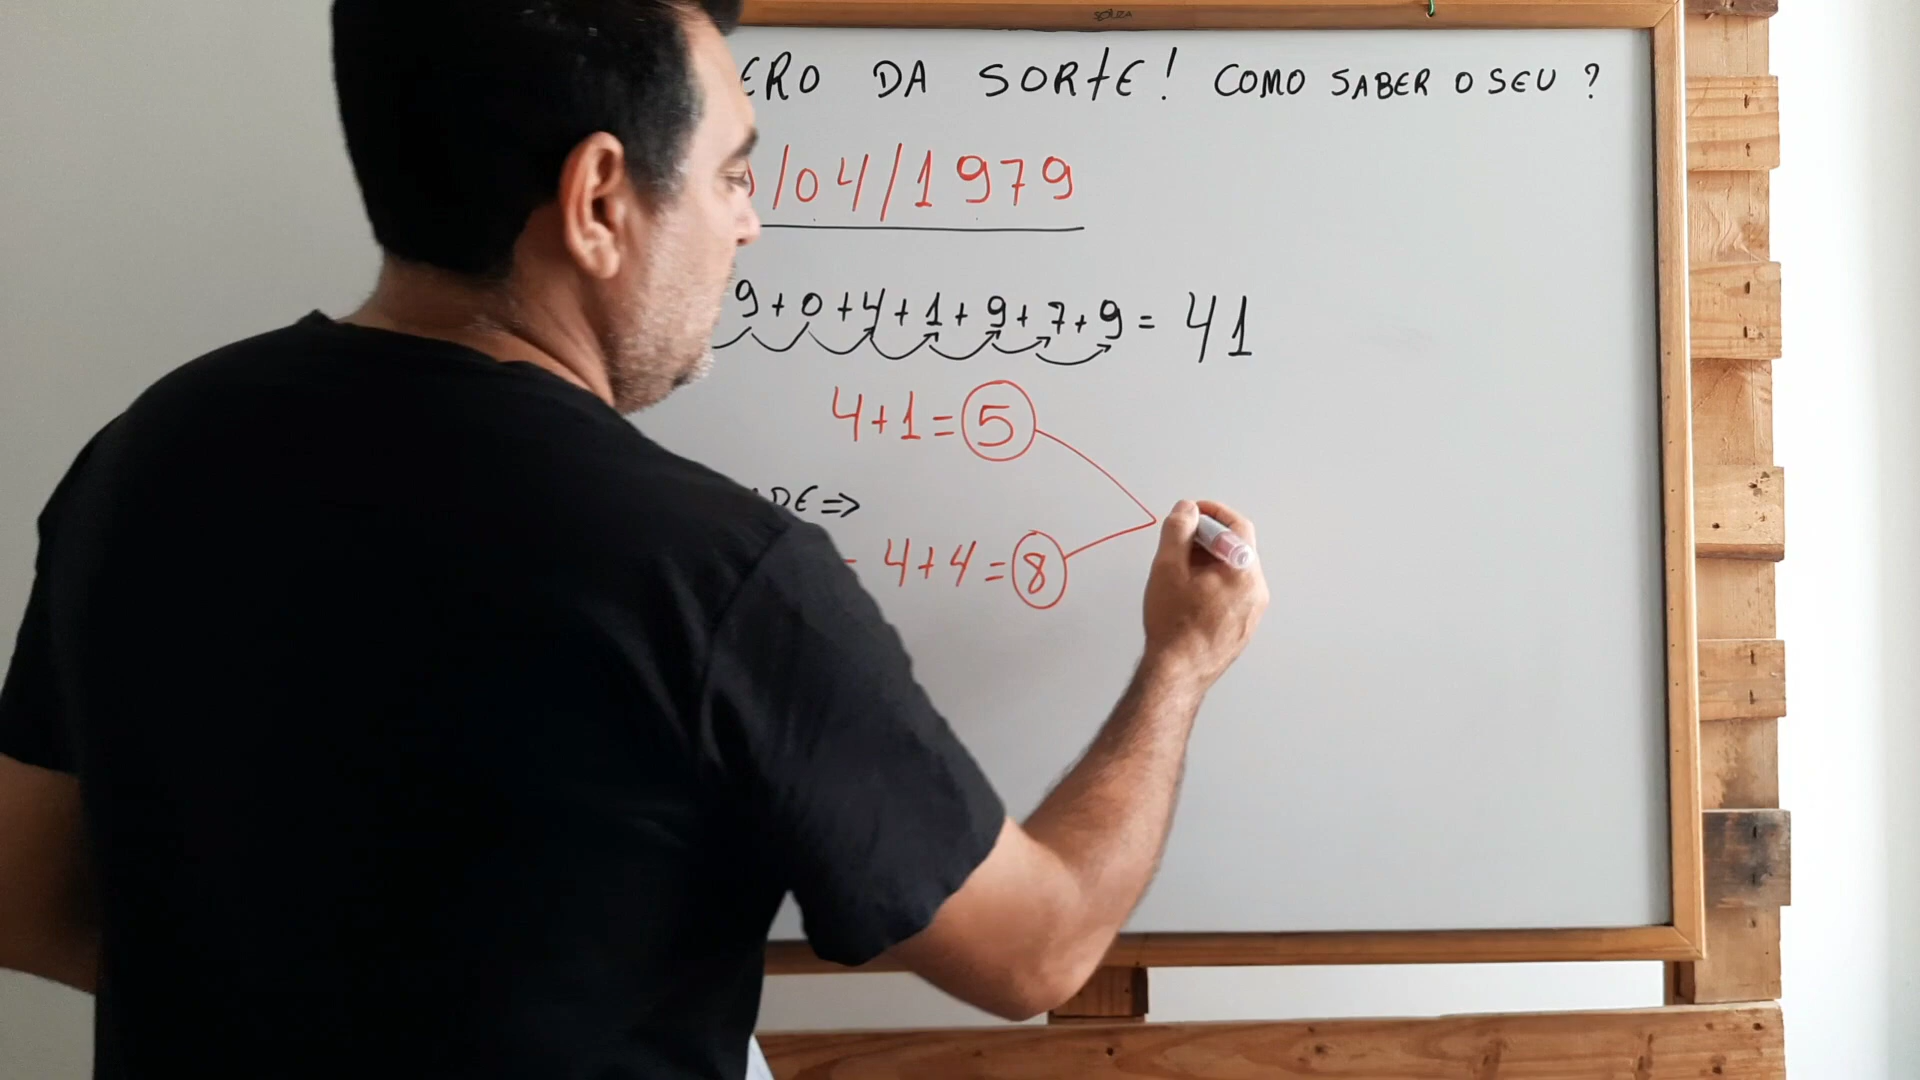 SOUZA
ERO DA SORTE! COMO SABER O SEU?
/04/1979
9+0+4+1+9+7+9= 41
4+1=5
DE =>
- 4+4=8